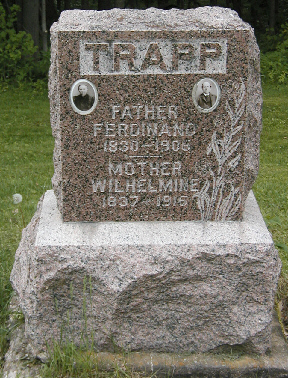 TRAPP
FATHER
FERDINAND
1830-1905
MOTHER
WILHELMINE
1837-1916